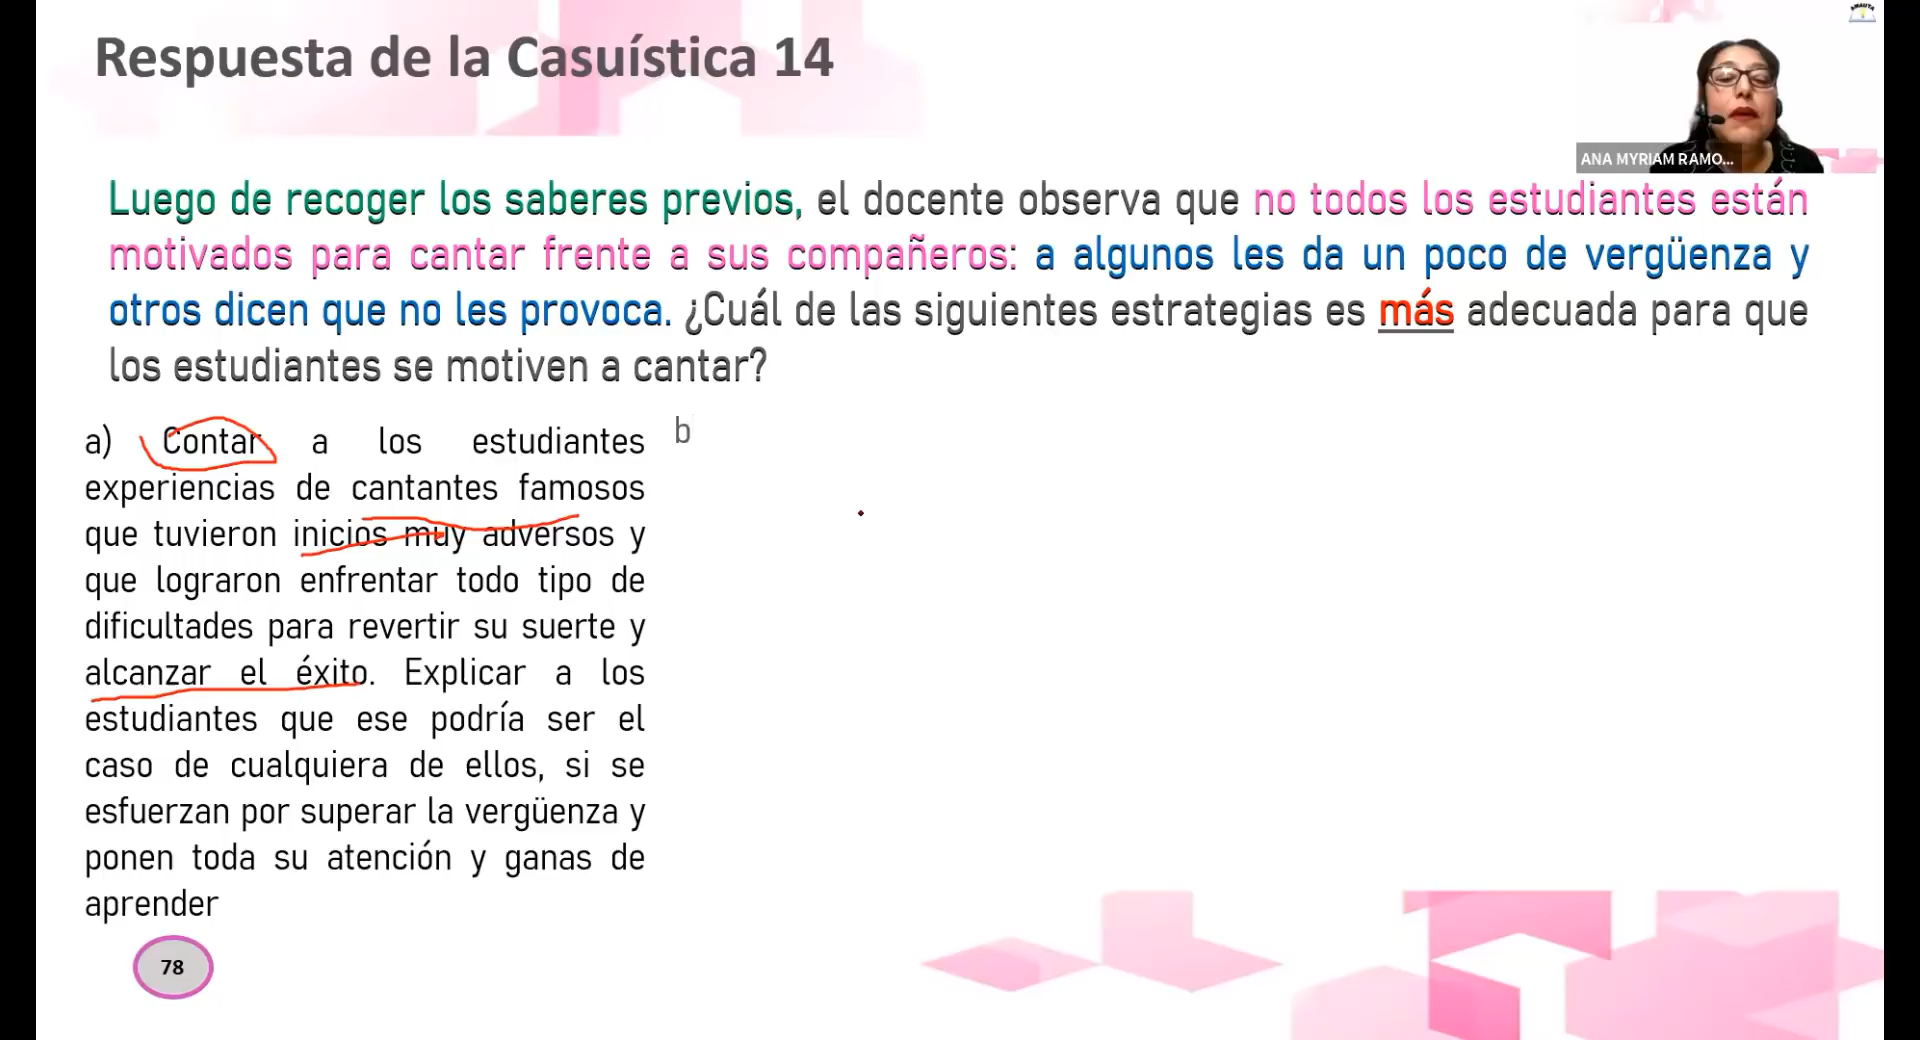 Respuesta de la Casuística 14
AMAUTA
ANA MYRIAM RAMO...
Luego de recoger los saberes previos, el docente observa que no todos los estudiantes están
motivados para cantar frente a sus compañeros: a algunos les da un poco de vergüenza y
otros dicen que no les provoca. ¿Cuál de las siguientes estrategias es más adecuada para que
los estudiantes se motiven a cantar?
a) Contar a los estudiantes
experiencias de cantantes famosos
que tuvieron inicios muy adversos y
que lograron enfrentar todo tipo de
dificultades para revertir su suerte y
alcanzar el éxito. Explicar a los
estudiantes que ese podría ser el
caso de cualquiera de ellos, si se
esfuerzan por superar la vergüenza y
ponen toda su atención y ganas de
aprender
b
78